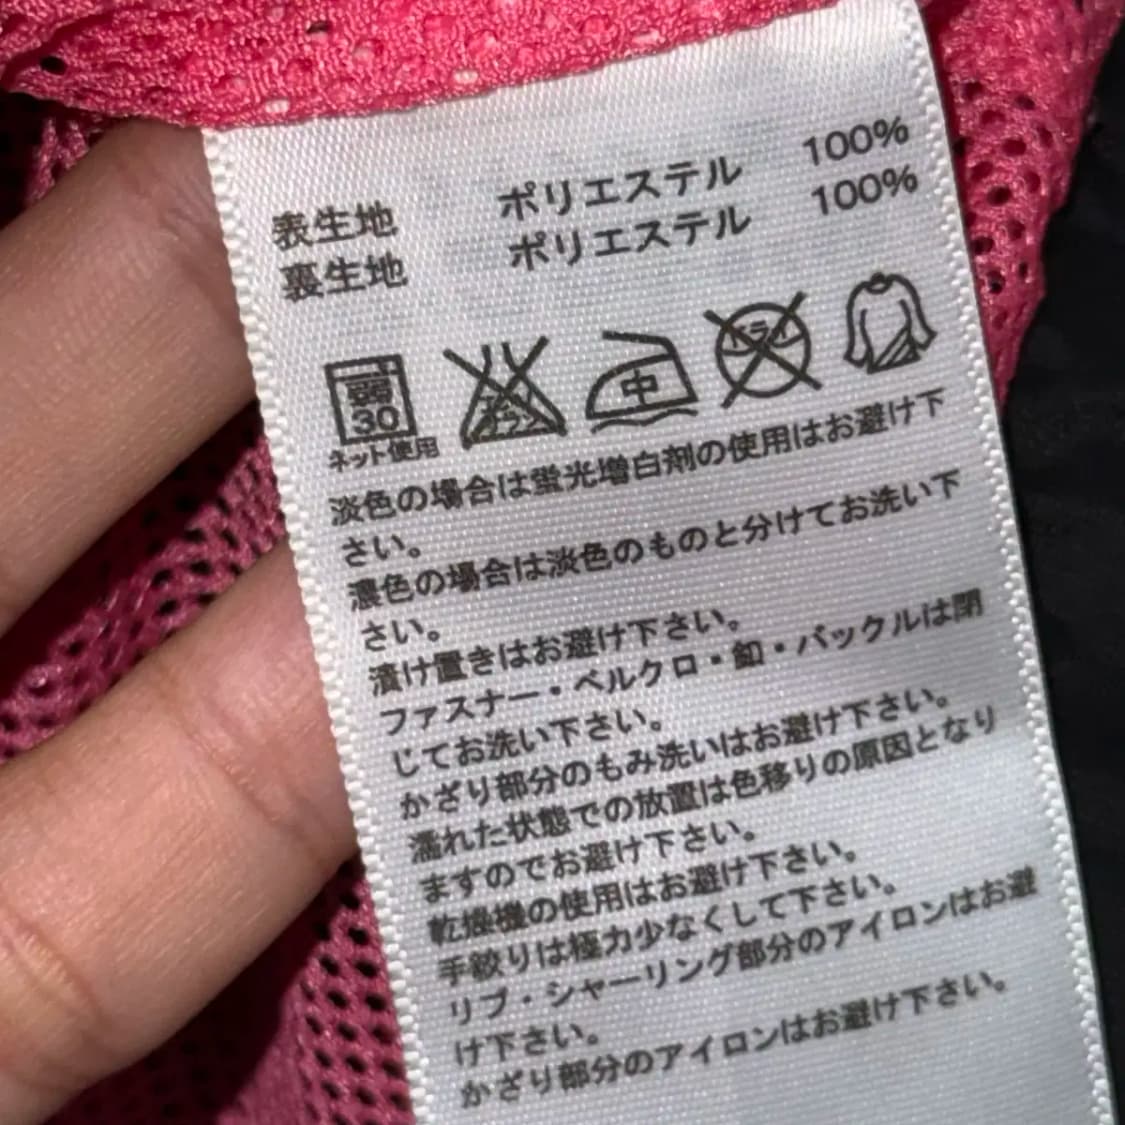 表生地 ポリエステル 100%
裏生地 ポリエステル 100%
弱
30
ネット使用
エンソ
サラシ
中
ドライ
淡色の場合は蛍光増白剤の使用はお避け下
さい。
濃色の場合は淡色のものと分けてお洗い下
さい。
漬け置きはお避け下さい。
ファスナー・ベルクロ・釦・バックルは閉
じてお洗い下さい。
かざり部分のもみ洗いはお避け下さい。
濡れた状態での放置は色移りの原因となり
ますのでお避け下さい。
乾燥機の使用はお避け下さい。
手絞りは極力少なくして下さい。
リブ・シャーリング部分のアイロンはお避
け下さい。
かざり部分のアイロンはお避け下さい。